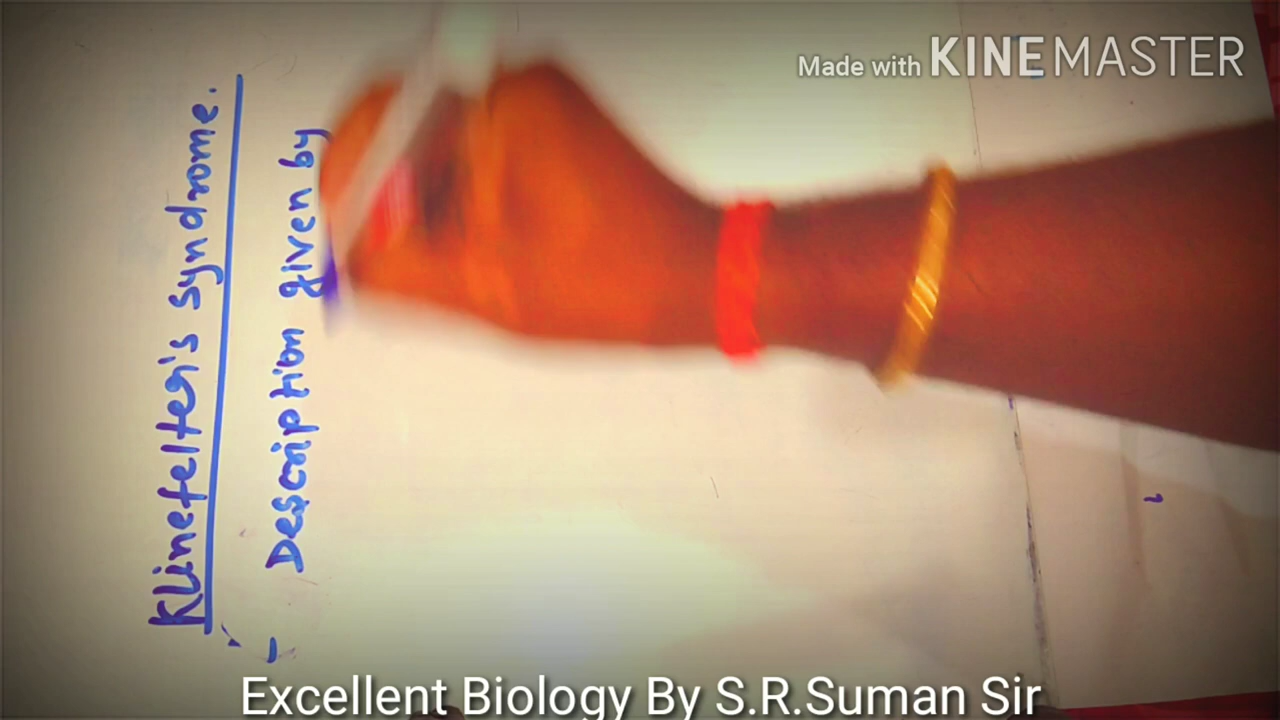 Made with KINEMASTER
Klinefelter's syndrome.
- Description given by
Excellent Biology By S.R.Suman Sir